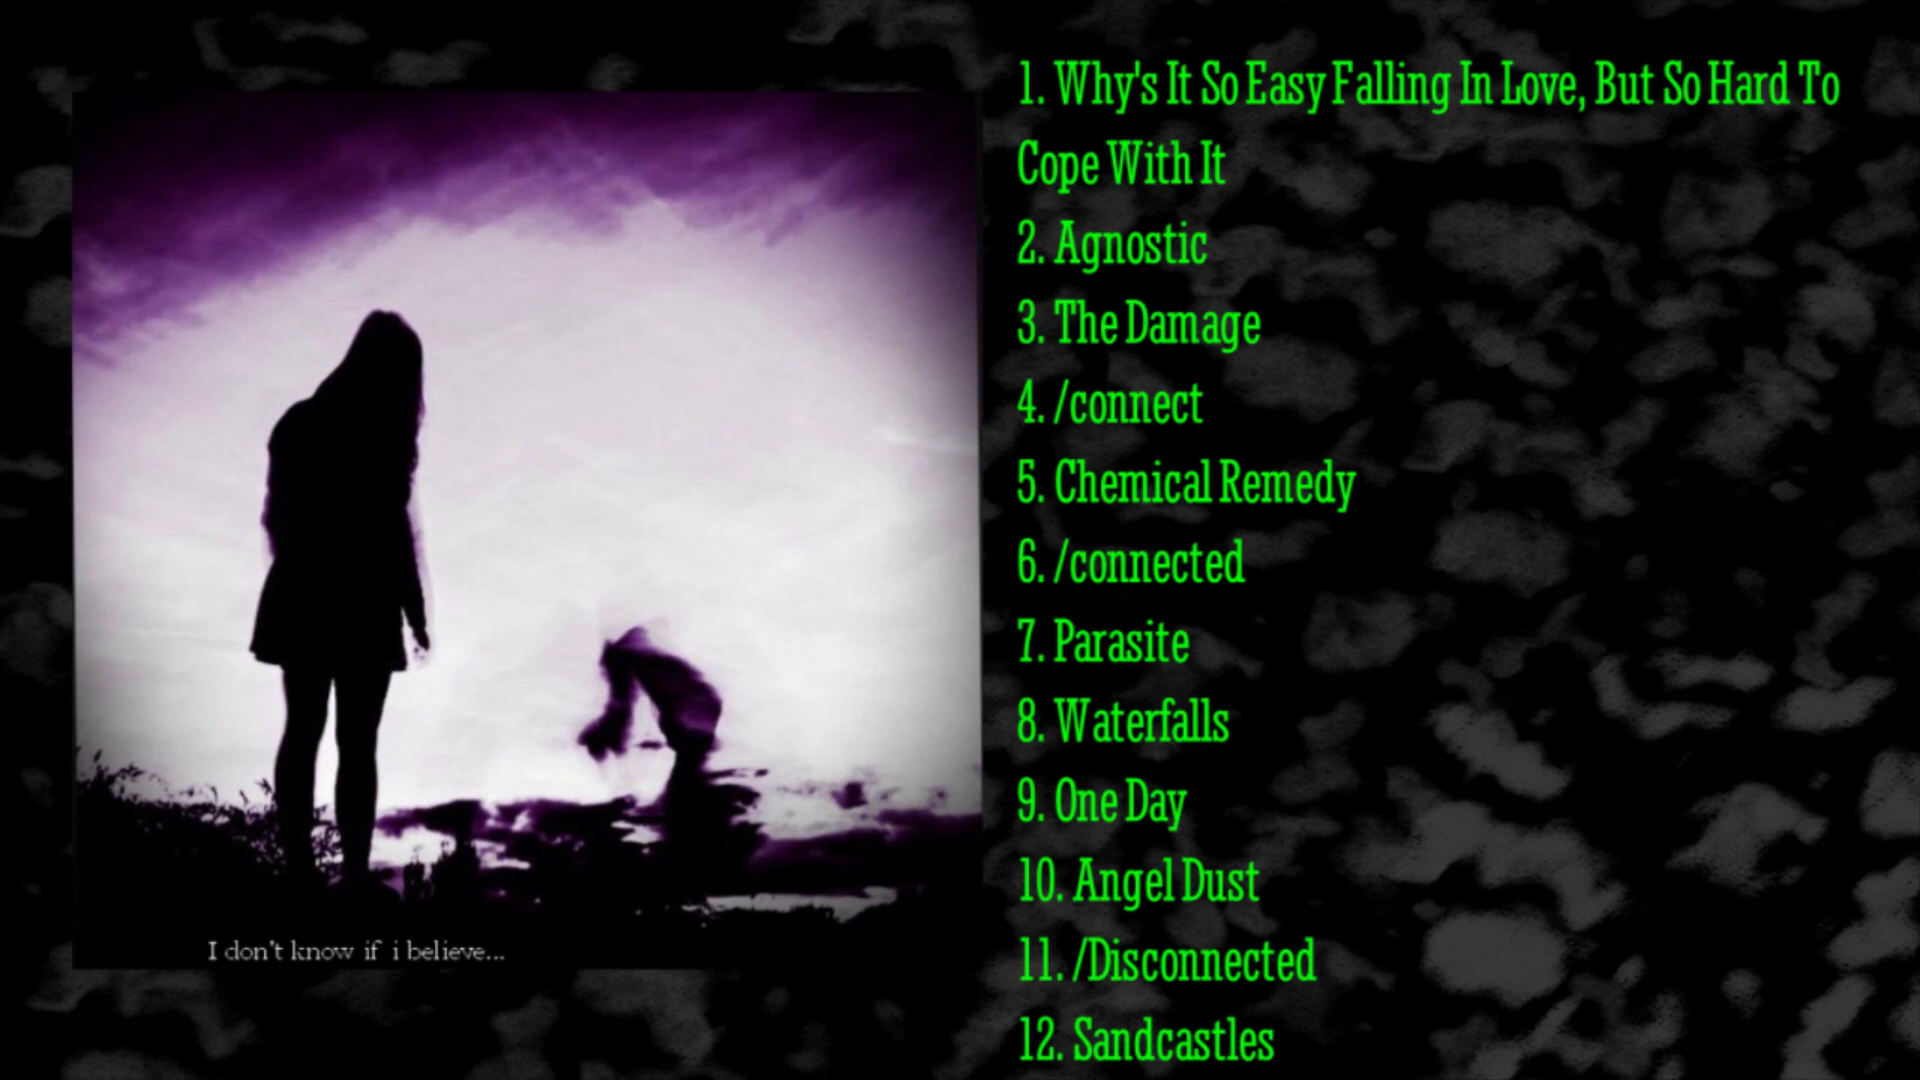 1. Why's It So Easy Falling In Love, But So Hard To
Cope With It
2. Agnostic
3. The Damage
4. /connect
5. Chemical Remedy
6. /connected
7. Parasite
8. Waterfalls
9. One Day
10. Angel Dust
11. /Disconnected
12. Sandcastles
I don't know if i believe...